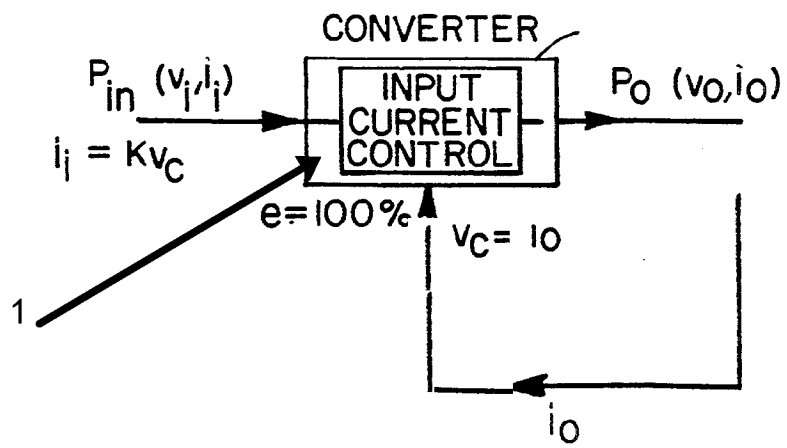 CONVERTER
Pin (vi,ii)
INPUT
CURRENT
CONTROL
Po (vo,io)
ii = Kvc
e=100%
vc= io
1
io